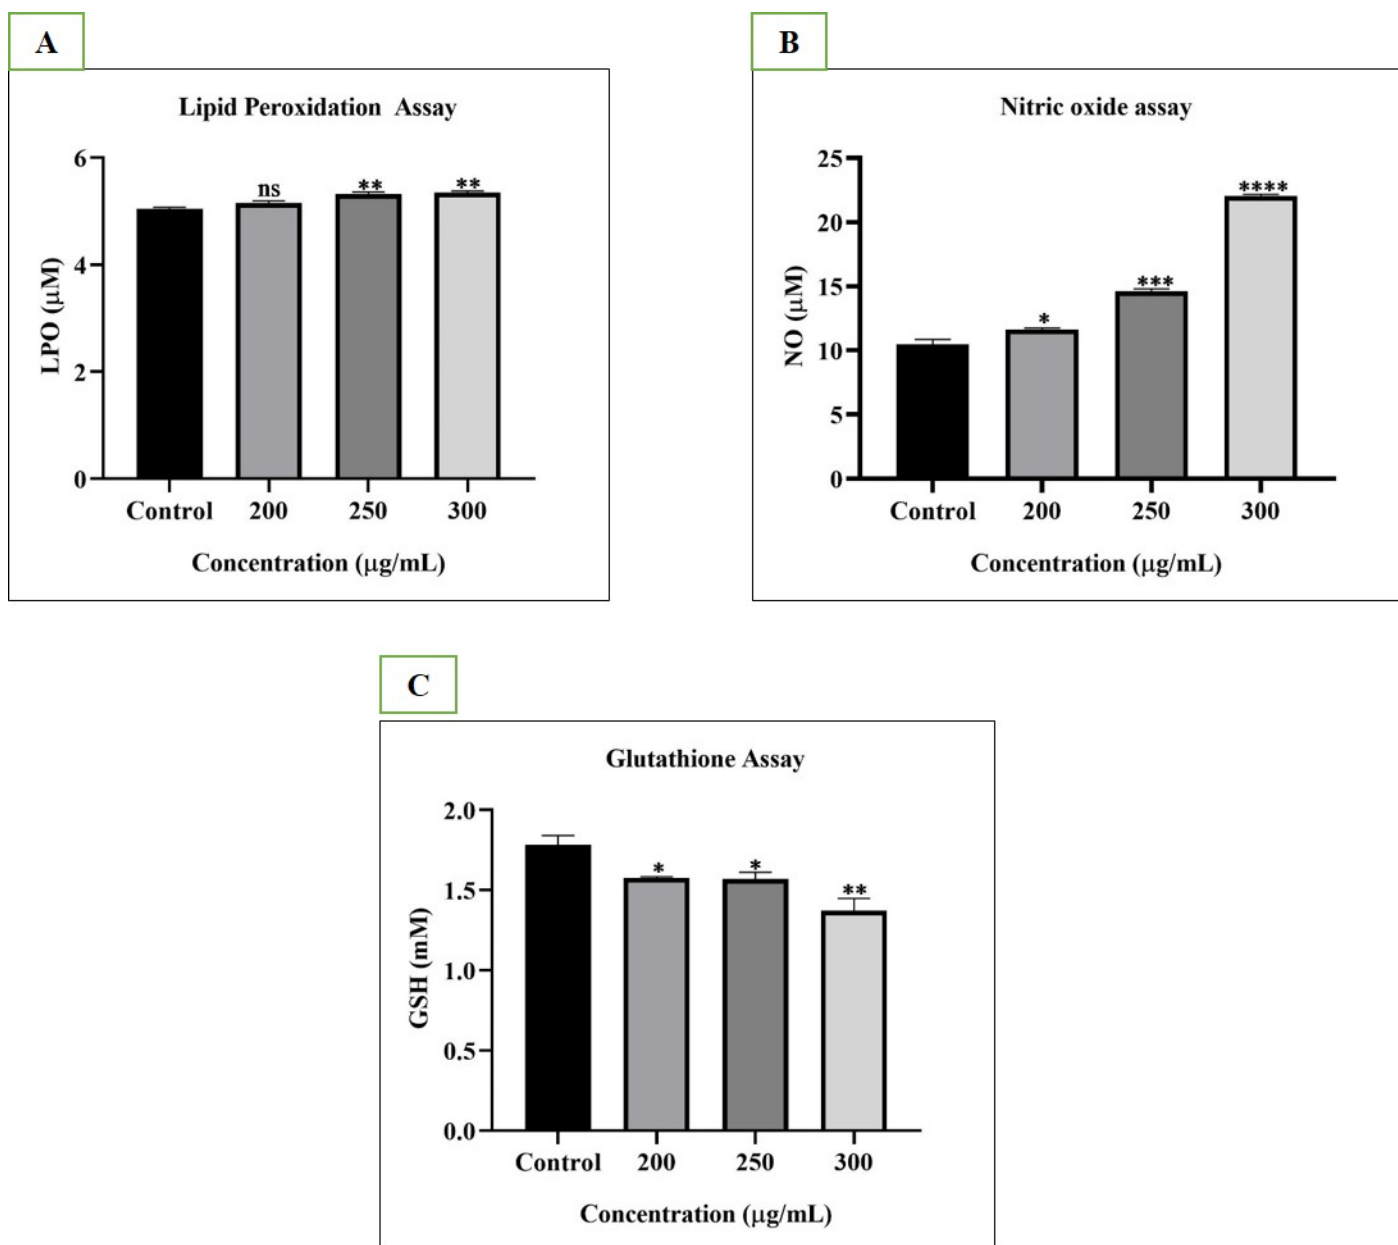 A
Lipid Peroxidation Assay
6
4
2
0
LPO (μM)
ns
**
**
Control 200 250 300
Concentration (μg/mL)
B
Nitric oxide assay
25
20
15
10
5
0
NO (μM)
*
***
****
Control 200 250 300
Concentration (μg/mL)
C
Glutathione Assay
2.0
1.5
1.0
0.5
0.0
GSH (mM)
*
*
**
Control 200 250 300
Concentration (μg/mL)